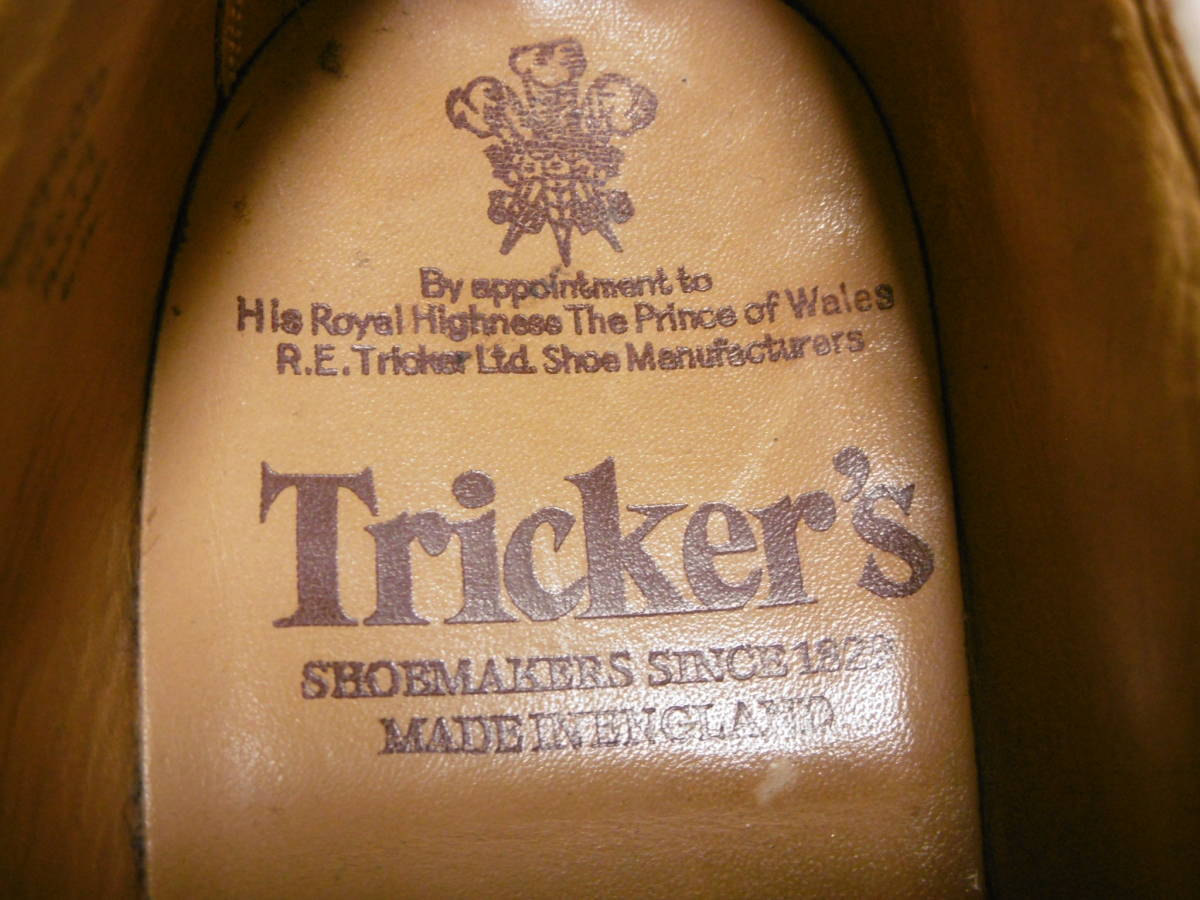 By appointment to
His Royal Highness The Prince of Wales
R.E. Tricker Ltd. Shoe Manufacturers
Tricker's
SHOEMAKERS SINCE
MADE IN ENGLAND